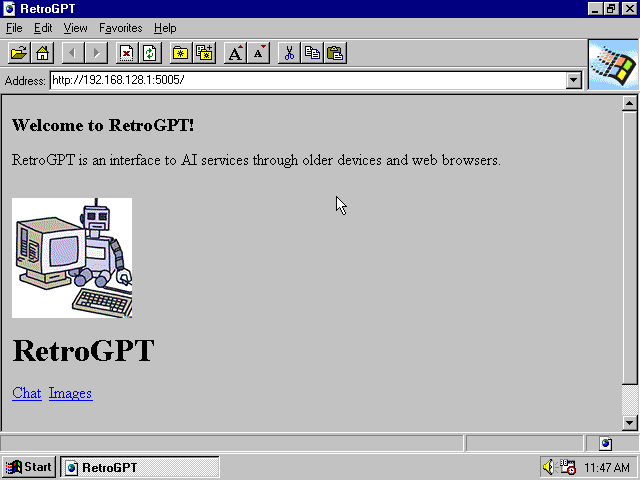 RetroGPT
File Edit View Favorites Help
A A
Address: http://192.168.128.1:5005/
Welcome to RetroGPT!
RetroGPT is an interface to AI services through older devices and web browsers.
RetroGPT
Chat Images
Start RetroGPT 11:47 AM